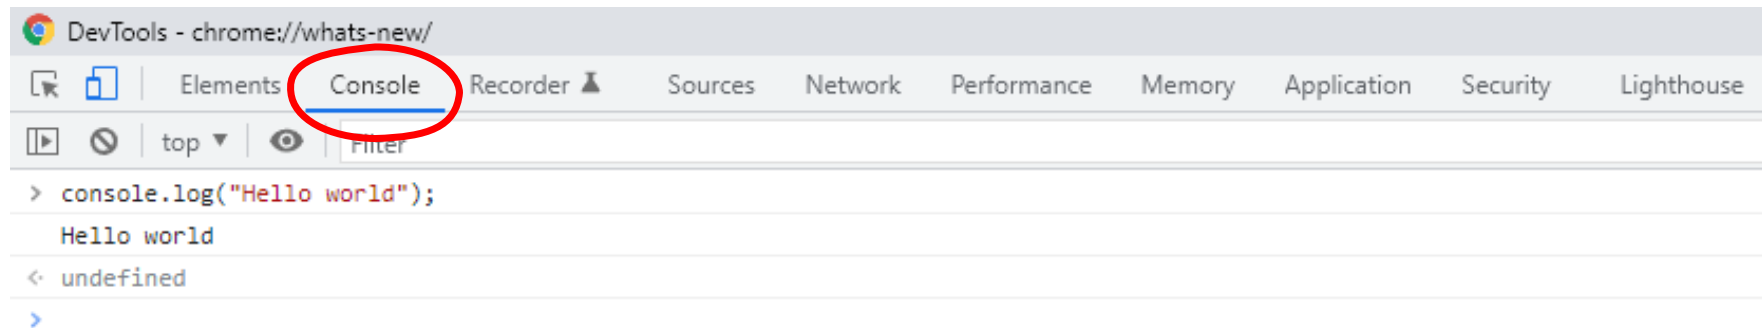 DevTools - chrome://whats-new/
Elements Console Recorder Sources Network Performance Memory Application Security Lighthouse
top Filter
> console.log("Hello world");
Hello world
undefined
>